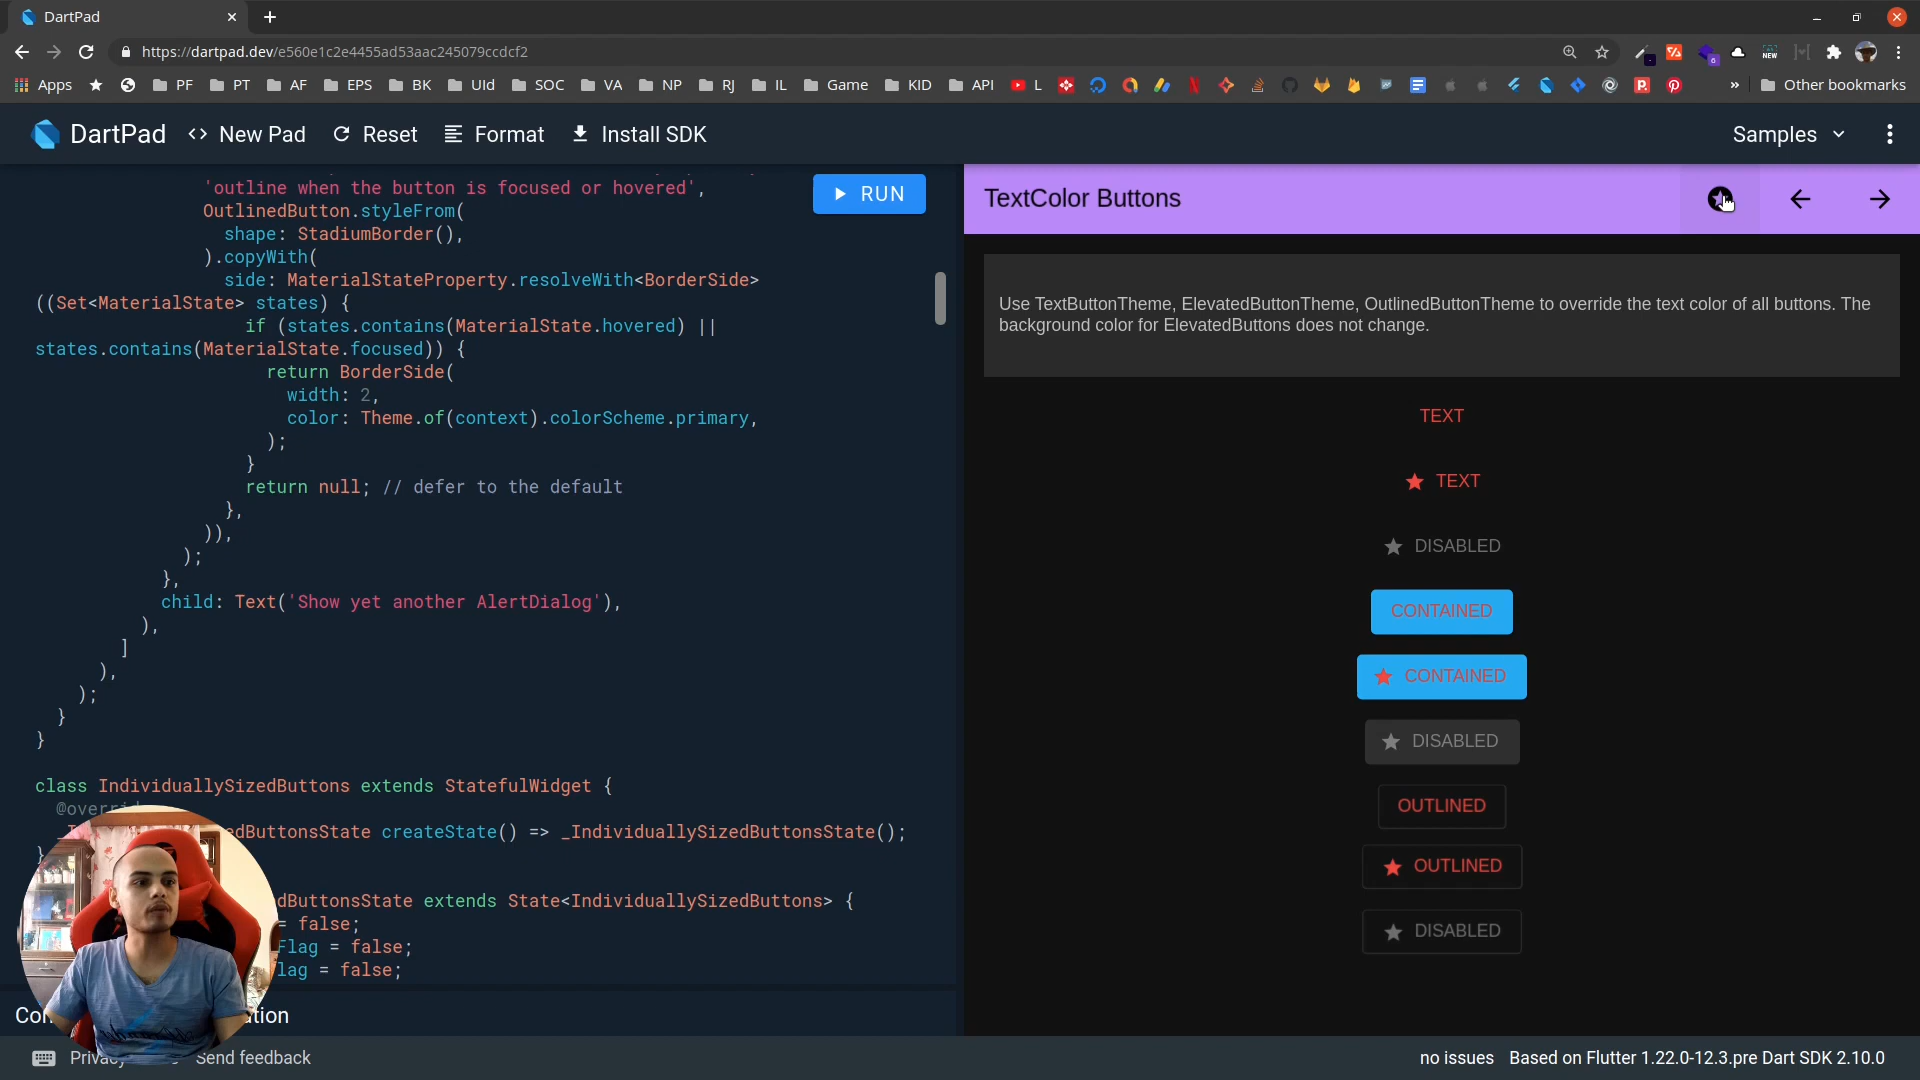 DartPad
https://dartpad.dev/e560e1c2e4455ad53aac245079ccdcf2
Apps PF PT AF EPS BK UId SOC VA NP RJ IL Game KID API L » Other bookmarks
DartPad <> New Pad Reset Format Install SDK Samples
'outline when the button is focused or hovered',
OutlinedButton.styleFrom(
shape: StadiumBorder(),
).copyWith(
side: MaterialStateProperty.resolveWith<BorderSide>
((Set<MaterialState> states) {
if (states.contains(MaterialState.hovered) ||
states.contains(MaterialState.focused)) {
return BorderSide(
width: 2,
color: Theme.of(context).colorScheme.primary,
);
}
return null; // defer to the default
},
)),
);
},
child: Text('Show yet another AlertDialog'),
),
]
),
);
}
}
class IndividuallySizedButtons extends StatefulWidget {
edButtonsState createState() => _IndividuallySizedButtonsState();
}
dButtonsState extends State<IndividuallySizedButtons> {
= false;
Flag = false;
lag = false;
RUN
TextColor Buttons
Use TextButtonTheme, ElevatedButtonTheme, OutlinedButtonTheme to override the text color of all buttons. The
background color for ElevatedButtons does not change.
TEXT
TEXT
DISABLED
CONTAINED
CONTAINED
DISABLED
OUTLINED
OUTLINED
DISABLED
Send feedback
no issues Based on Flutter 1.22.0-12.3.pre Dart SDK 2.10.0